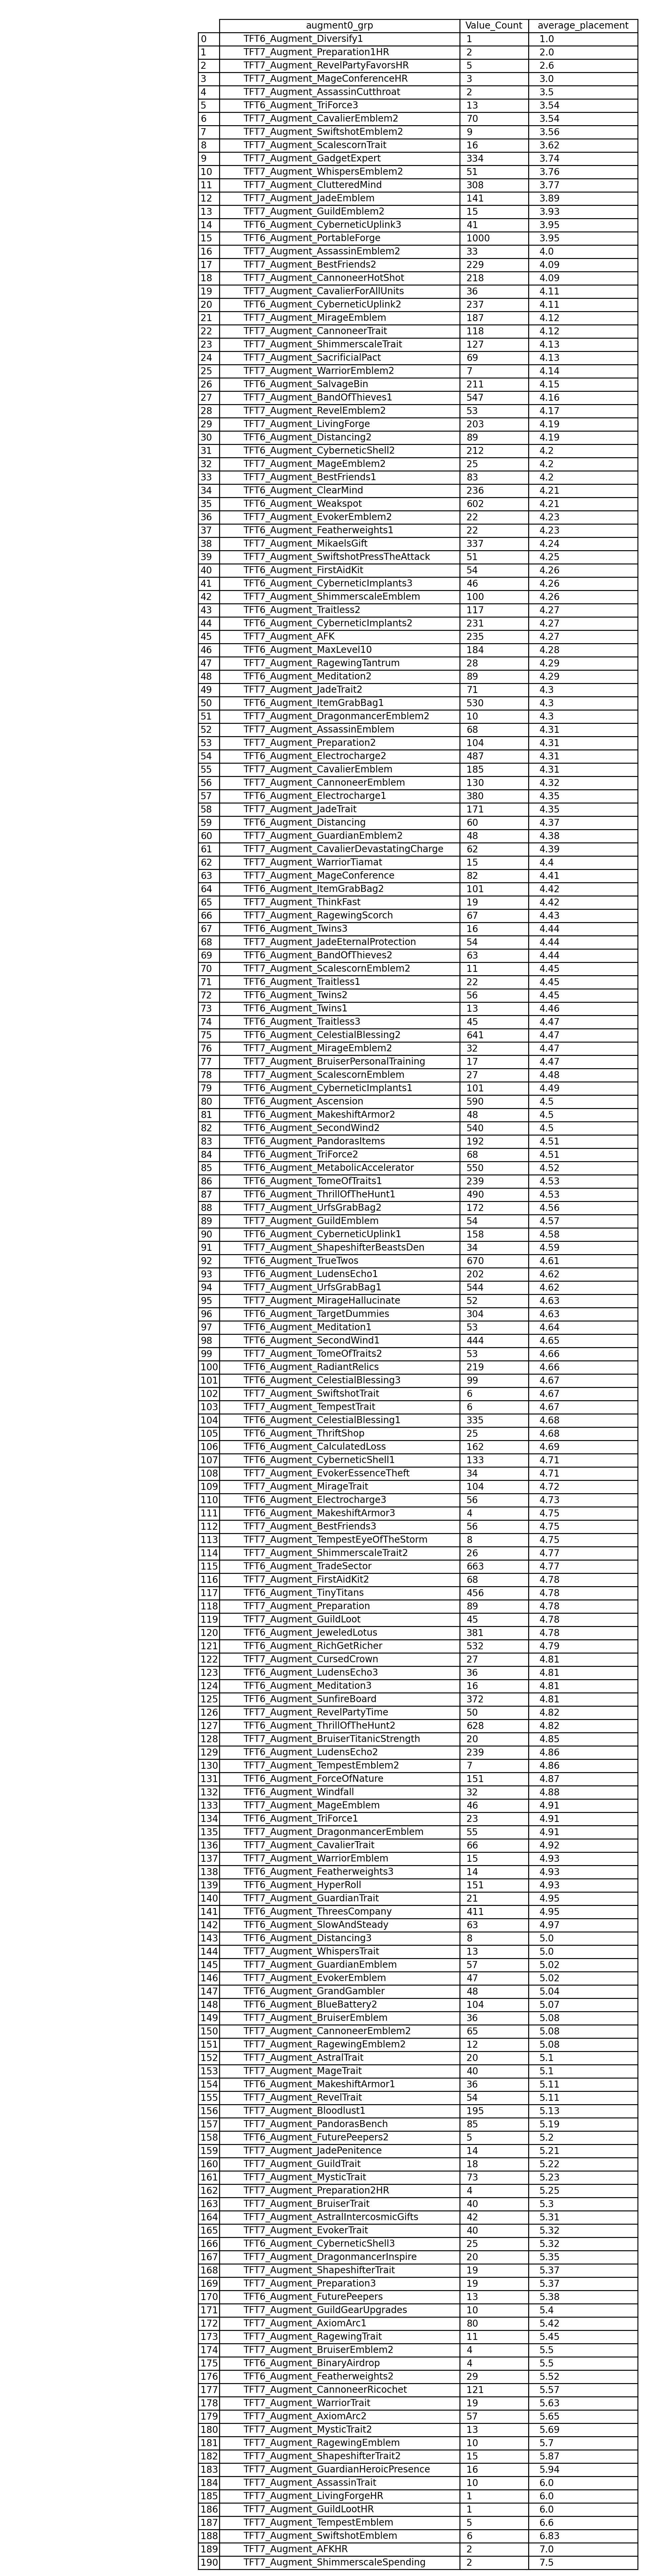 augment0_grp Value_Count average_placement
0 TFT6_Augment_Diversify1 1 1.0
1 TFT7_Augment_Preparation1HR 2 2.0
2 TFT7_Augment_RevelPartyFavorsHR 5 2.6
3 TFT7_Augment_MageConferenceHR 3 3.0
4 TFT7_Augment_AssassinCutthroat 2 3.5
5 TFT6_Augment_TriForce3 13 3.54
6 TFT7_Augment_CavalierEmblem2 70 3.54
7 TFT7_Augment_SwiftshotEmblem2 9 3.56
8 TFT7_Augment_ScalescornTrait 16 3.62
9 TFT7_Augment_GadgetExpert 334 3.74
10 TFT7_Augment_WhispersEmblem2 51 3.76
11 TFT7_Augment_ClutteredMind 308 3.77
12 TFT7_Augment_JadeEmblem 141 3.89
13 TFT7_Augment_GuildEmblem2 15 3.93
14 TFT6_Augment_CyberneticUplink3 41 3.95
15 TFT6_Augment_PortableForge 1000 3.95
16 TFT7_Augment_AssassinEmblem2 33 4.0
17 TFT7_Augment_BestFriends2 229 4.09
18 TFT7_Augment_CannoneerHotShot 218 4.09
19 TFT7_Augment_CavalierForAllUnits 36 4.11
20 TFT6_Augment_CyberneticUplink2 237 4.11
21 TFT7_Augment_MirageEmblem 187 4.12
22 TFT7_Augment_CannoneerTrait 118 4.12
23 TFT7_Augment_ShimmerscaleTrait 127 4.13
24 TFT7_Augment_SacrificialPact 69 4.13
25 TFT7_Augment_WarriorEmblem2 7 4.14
26 TFT6_Augment_SalvageBin 211 4.15
27 TFT7_Augment_BandOfThieves1 547 4.16
28 TFT7_Augment_RevelEmblem2 53 4.17
29 TFT7_Augment_LivingForge 203 4.19
30 TFT6_Augment_Distancing2 89 4.19
31 TFT6_Augment_CyberneticShell2 212 4.2
32 TFT7_Augment_MageEmblem2 25 4.2
33 TFT7_Augment_BestFriends1 83 4.2
34 TFT6_Augment_ClearMind 236 4.21
35 TFT6_Augment_Weakspot 602 4.21
36 TFT7_Augment_EvokerEmblem2 22 4.23
37 TFT6_Augment_Featherweights1 22 4.23
38 TFT7_Augment_MikaelsGift 337 4.24
39 TFT7_Augment_SwiftshotPressTheAttack 51 4.25
40 TFT6_Augment_FirstAidKit 54 4.26
41 TFT6_Augment_CyberneticImplants3 46 4.26
42 TFT7_Augment_ShimmerscaleEmblem 100 4.26
43 TFT6_Augment_Traitless2 117 4.27
44 TFT6_Augment_CyberneticImplants2 231 4.27
45 TFT7_Augment_AFK 235 4.27
46 TFT6_Augment_MaxLevel10 184 4.28
47 TFT7_Augment_RagewingTantrum 28 4.29
48 TFT6_Augment_Meditation2 89 4.29
49 TFT7_Augment_JadeTrait2 71 4.3
50 TFT6_Augment_ItemGrabBag1 530 4.3
51 TFT7_Augment_DragonmancerEmblem2 10 4.3
52 TFT7_Augment_AssassinEmblem 68 4.31
53 TFT7_Augment_Preparation2 104 4.31
54 TFT6_Augment_Electrocharge2 487 4.31
55 TFT7_Augment_CavalierEmblem 185 4.31
56 TFT7_Augment_CannoneerEmblem 130 4.32
57 TFT6_Augment_Electrocharge1 380 4.35
58 TFT7_Augment_JadeTrait 171 4.35
59 TFT6_Augment_Distancing 60 4.37
60 TFT7_Augment_GuardianEmblem2 48 4.38
61 TFT7_Augment_CavalierDevastatingCharge 62 4.39
62 TFT7_Augment_WarriorTiamat 15 4.4
63 TFT7_Augment_MageConference 82 4.41
64 TFT6_Augment_ItemGrabBag2 101 4.42
65 TFT7_Augment_ThinkFast 19 4.42
66 TFT7_Augment_RagewingScorch 67 4.43
67 TFT6_Augment_Twins3 16 4.44
68 TFT7_Augment_JadeEternalProtection 54 4.44
69 TFT6_Augment_BandOfThieves2 63 4.44
70 TFT7_Augment_ScalescornEmblem2 11 4.45
71 TFT6_Augment_Traitless1 22 4.45
72 TFT6_Augment_Twins2 56 4.45
73 TFT6_Augment_Twins1 13 4.46
74 TFT6_Augment_Traitless3 45 4.47
75 TFT6_Augment_CelestialBlessing2 641 4.47
76 TFT7_Augment_MirageEmblem2 32 4.47
77 TFT7_Augment_BruiserPersonalTraining 17 4.47
78 TFT7_Augment_ScalescornEmblem 27 4.48
79 TFT6_Augment_CyberneticImplants1 101 4.49
80 TFT6_Augment_Ascension 590 4.5
81 TFT6_Augment_MakeshiftArmor2 48 4.5
82 TFT6_Augment_SecondWind2 540 4.5
83 TFT6_Augment_PandorasItems 192 4.51
84 TFT6_Augment_TriForce2 68 4.51
85 TFT6_Augment_MetabolicAccelerator 550 4.52
86 TFT6_Augment_TomeOfTraits1 239 4.53
87 TFT6_Augment_ThrillOfTheHunt1 490 4.53
88 TFT7_Augment_UrfsGrabBag2 172 4.56
89 TFT7_Augment_GuildEmblem 54 4.57
90 TFT6_Augment_CyberneticUplink1 158 4.58
91 TFT7_Augment_ShapeshifterBeastsDen 34 4.59
92 TFT6_Augment_TrueTwos 670 4.61
93 TFT6_Augment_LudensEcho1 202 4.62
94 TFT7_Augment_UrfsGrabBag1 544 4.62
95 TFT7_Augment_MirageHallucinate 52 4.63
96 TFT6_Augment_TargetDummies 304 4.63
97 TFT6_Augment_Meditation1 53 4.64
98 TFT6_Augment_SecondWind1 444 4.65
99 TFT7_Augment_TomeOfTraits2 53 4.66
100 TFT6_Augment_RadiantRelics 219 4.66
101 TFT6_Augment_CelestialBlessing3 99 4.67
102 TFT7_Augment_SwiftshotTrait 6 4.67
103 TFT7_Augment_TempestTrait 6 4.67
104 TFT6_Augment_CelestialBlessing1 335 4.68
105 TFT6_Augment_ThriftShop 25 4.68
106 TFT6_Augment_CalculatedLoss 162 4.69
107 TFT6_Augment_CyberneticShell1 133 4.71
108 TFT7_Augment_EvokerEssenceTheft 34 4.71
109 TFT7_Augment_MirageTrait 104 4.72
110 TFT6_Augment_Electrocharge3 56 4.73
111 TFT6_Augment_MakeshiftArmor3 4 4.75
112 TFT7_Augment_BestFriends3 56 4.75
113 TFT7_Augment_TempestEyeOfTheStorm 8 4.75
114 TFT7_Augment_ShimmerscaleTrait2 26 4.77
115 TFT6_Augment_TradeSector 663 4.77
116 TFT7_Augment_FirstAidKit2 68 4.78
117 TFT6_Augment_TinyTitans 456 4.78
118 TFT7_Augment_Preparation 89 4.78
119 TFT7_Augment_GuildLoot 45 4.78
120 TFT6_Augment_JeweledLotus 381 4.78
121 TFT6_Augment_RichGetRicher 532 4.79
122 TFT7_Augment_CursedCrown 27 4.81
123 TFT6_Augment_LudensEcho3 36 4.81
124 TFT6_Augment_Meditation3 16 4.81
125 TFT6_Augment_SunfireBoard 372 4.81
126 TFT7_Augment_RevelPartyTime 50 4.82
127 TFT6_Augment_ThrillOfTheHunt2 628 4.82
128 TFT7_Augment_BruiserTitanicStrength 20 4.85
129 TFT6_Augment_LudensEcho2 239 4.86
130 TFT7_Augment_TempestEmblem2 7 4.86
131 TFT6_Augment_ForceOfNature 151 4.87
132 TFT6_Augment_Windfall 32 4.88
133 TFT7_Augment_MageEmblem 46 4.91
134 TFT6_Augment_TriForce1 23 4.91
135 TFT7_Augment_DragonmancerEmblem 55 4.91
136 TFT7_Augment_CavalierTrait 66 4.92
137 TFT7_Augment_WarriorEmblem 15 4.93
138 TFT6_Augment_Featherweights3 14 4.93
139 TFT6_Augment_HyperRoll 151 4.93
140 TFT7_Augment_GuardianTrait 21 4.95
141 TFT6_Augment_ThreesCompany 411 4.95
142 TFT6_Augment_SlowAndSteady 63 4.97
143 TFT6_Augment_Distancing3 8 5.0
144 TFT7_Augment_WhispersTrait 13 5.0
145 TFT7_Augment_GuardianEmblem 57 5.02
146 TFT7_Augment_EvokerEmblem 47 5.02
147 TFT6_Augment_GrandGambler 48 5.04
148 TFT6_Augment_BlueBattery2 104 5.07
149 TFT7_Augment_BruiserEmblem 36 5.08
150 TFT7_Augment_CannoneerEmblem2 65 5.08
151 TFT7_Augment_RagewingEmblem2 12 5.08
152 TFT7_Augment_AstralTrait 20 5.1
153 TFT7_Augment_MageTrait 40 5.1
154 TFT6_Augment_MakeshiftArmor1 36 5.11
155 TFT7_Augment_RevelTrait 54 5.11
156 TFT7_Augment_Bloodlust1 195 5.13
157 TFT7_Augment_PandorasBench 85 5.19
158 TFT6_Augment_FuturePeepers2 5 5.2
159 TFT7_Augment_JadePenitence 14 5.21
160 TFT7_Augment_GuildTrait 18 5.22
161 TFT7_Augment_MysticTrait 73 5.23
162 TFT7_Augment_Preparation2HR 4 5.25
163 TFT7_Augment_BruiserTrait 40 5.3
164 TFT7_Augment_AstralIntercosmicGifts 42 5.31
165 TFT7_Augment_EvokerTrait 40 5.32
166 TFT6_Augment_CyberneticShell3 25 5.32
167 TFT7_Augment_DragonmancerInspire 20 5.35
168 TFT7_Augment_ShapeshifterTrait 19 5.37
169 TFT7_Augment_Preparation3 19 5.37
170 TFT6_Augment_FuturePeepers 13 5.38
171 TFT7_Augment_GuildGearUpgrades 10 5.4
172 TFT7_Augment_AxiomArc1 80 5.42
173 TFT7_Augment_RagewingTrait 11 5.45
174 TFT7_Augment_BruiserEmblem2 4 5.5
175 TFT6_Augment_BinaryAirdrop 4 5.5
176 TFT6_Augment_Featherweights2 29 5.52
177 TFT7_Augment_CannoneerRicochet 121 5.57
178 TFT7_Augment_WarriorTrait 19 5.63
179 TFT7_Augment_AxiomArc2 57 5.65
180 TFT7_Augment_MysticTrait2 13 5.69
181 TFT7_Augment_RagewingEmblem 10 5.7
182 TFT7_Augment_ShapeshifterTrait2 15 5.87
183 TFT7_Augment_GuardianHeroicPresence 16 5.94
184 TFT7_Augment_AssassinTrait 10 6.0
185 TFT7_Augment_LivingForgeHR 1 6.0
186 TFT7_Augment_GuildLootHR 1 6.0
187 TFT7_Augment_TempestEmblem 5 6.6
188 TFT7_Augment_SwiftshotEmblem 6 6.83
189 TFT7_Augment_AFKHR 2 7.0
190 TFT7_Augment_ShimmerscaleSpending 2 7.5